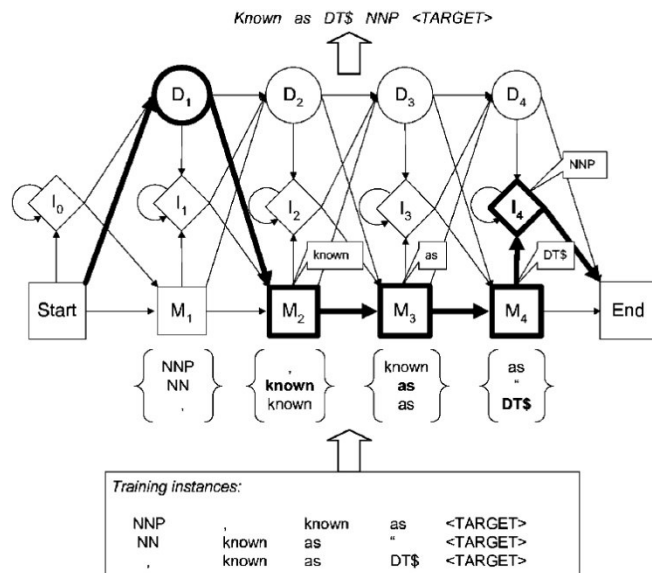 Known as DT$ NNP <TARGET>
D1 D2 D3 D4
NNP
I0 I1 I2 I3 I4
known as DT$
Start M1 M2 M3 M4 End
NNP , known as
NN known as “
, known as DT$
Training instances:
NNP , known as <TARGET>
NN known as “ <TARGET>
, known as DT$ <TARGET>